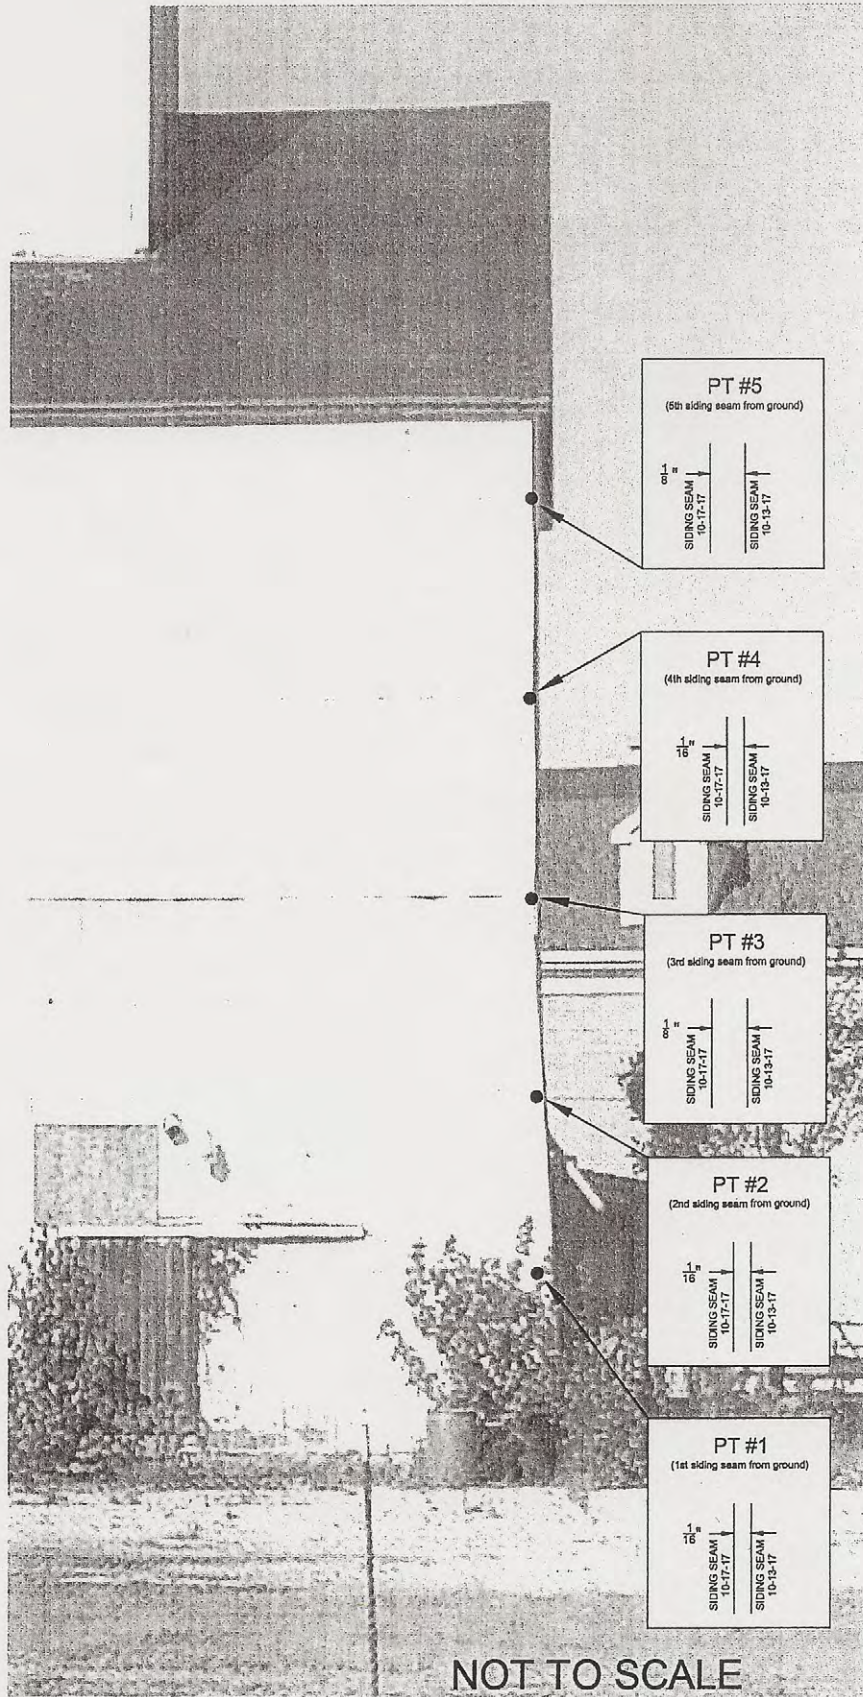 PT #5
(5th siding seam from ground)
1/8"
SIDING SEAM
10-17-17
SIDING SEAM
10-13-17
PT #4
(4th siding seam from ground)
1/16"
SIDING SEAM
10-17-17
SIDING SEAM
10-13-17
PT #3
(3rd siding seam from ground)
1/8"
SIDING SEAM
10-17-17
SIDING SEAM
10-13-17
PT #2
(2nd siding seam from ground)
1/16"
SIDING SEAM
10-17-17
SIDING SEAM
10-13-17
PT #1
(1st siding seam from ground)
1/16"
SIDING SEAM
10-17-17
SIDING SEAM
10-13-17
NOT TO SCALE